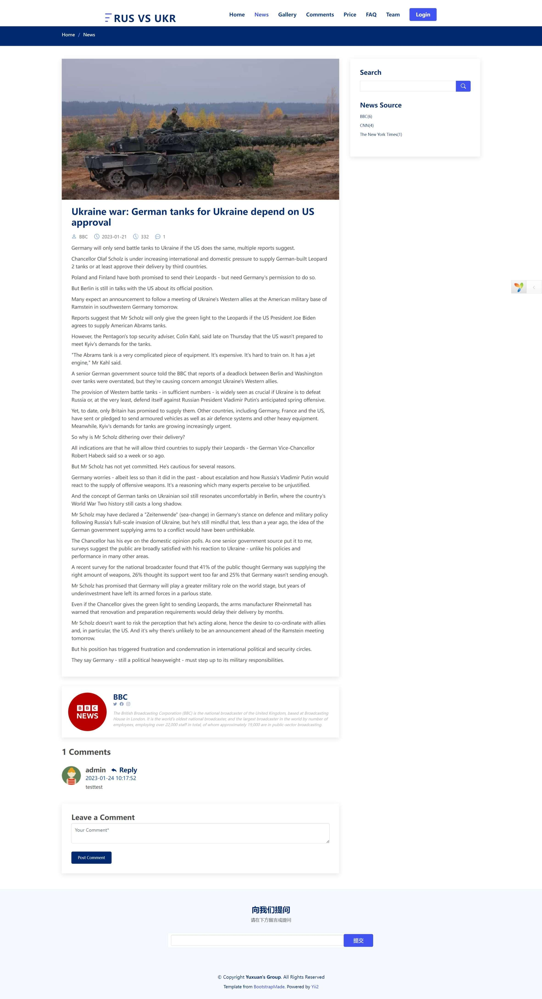 RUS VS UKR
Home News Gallery Comments Price FAQ Team Login
Home / News
Ukraine war: German tanks for Ukraine depend on US
approval
BBC 2023-01-21 332 1
Germany will only send battle tanks to Ukraine if the US does the same, multiple reports suggest.
Chancellor Olaf Scholz is under increasing international and domestic pressure to supply German-built Leopard
2 tanks or at least approve their delivery by third countries.
Poland and Finland have both promised to send their Leopards - but need Germany's permission to do so.
But Berlin is still in talks with the US about its official position.
Many expect an announcement to follow a meeting of Ukraine's Western allies at the American military base of
Ramstein in southwestern Germany tomorrow.
Reports suggest that Mr Scholz will only give the green light to the Leopards if the US President Joe Biden
agrees to supply American Abrams tanks.
However, the Pentagon's top security adviser, Colin Kahl, said late on Thursday that the US wasn't prepared to
meet Kyiv's demands for the tanks.
"The Abrams tank is a very complicated piece of equipment. It's expensive. It's hard to train on. It has a jet
engine," Mr Kahl said.
A senior German government source told the BBC that reports of a deadlock between Berlin and Washington
over tanks were overstated, but they're causing concern amongst Ukraine's Western allies.
The provision of Western battle tanks - in sufficient numbers - is widely seen as crucial if Ukraine is to defeat
Russia or, at the very least, defend itself against Russian President Vladimir Putin's anticipated spring offensive.
Yet, to date, only Britain has promised to supply them. Other countries, including Germany, France and the US,
have sent or pledged to send armoured vehicles as well as air defence systems and other heavy equipment.
Meanwhile, Kyiv's demands for tanks are growing increasingly urgent.
So why is Mr Scholz dithering over their delivery?
All indications are that he will allow third countries to supply their Leopards - the German Vice-Chancellor
Robert Habeck said so a week or so ago.
But Mr Scholz has not yet committed. He's cautious for several reasons.
Germany worries - albeit less so than it did in the past - about escalation and how Russia's Vladimir Putin would
react to the supply of offensive weapons. It's a reasoning which many experts perceive to be unjustified.
And the concept of German tanks on Ukrainian soil still resonates uncomfortably in Berlin, where the country's
World War Two history still casts a long shadow.
Mr Scholz may have declared a "Zeitenwende" (sea-change) in Germany's stance on defence and military policy
following Russia's full-scale invasion of Ukraine, but he's still mindful that, less than a year ago, the idea of the
German government supplying arms to a conflict would have been unthinkable.
The Chancellor has his eye on the domestic opinion polls. As one senior government source put it to me,
surveys suggest the public are broadly satisfied with his reaction to Ukraine - unlike his policies and
performance in many other areas.
A recent survey for the national broadcaster found that 41% of the public thought Germany was supplying the
right amount of weapons, 26% thought its support went too far and 25% that Germany wasn't sending enough.
Mr Scholz has promised that Germany will play a greater military role on the world stage, but years of
underinvestment have left its armed forces in a parlous state.
Even if the Chancellor gives the green light to sending Leopards, the arms manufacturer Rheinmetall has
warned that renovation and preparation requirements would delay their delivery by months.
Mr Scholz doesn't want to risk the perception that he's acting alone, hence the desire to co-ordinate with allies
and, in particular, the US. And it's why there's unlikely to be an announcement ahead of the Ramstein meeting
tomorrow.
But his position has triggered frustration and condemnation in international political and security circles.
They say Germany - still a political heavyweight - must step up to its military responsibilities.
Search
News Source
BBC(6)
CNN(4)
The New York Times(1)
BBC
NEWS
BBC
The British Broadcasting Corporation (BBC) is the national broadcaster of the United Kingdom, based at Broadcasting
House in London. It is the world's oldest national broadcaster, and the largest broadcaster in the world by number of
employees, employing over 22,000 staff in total, of whom approximately 19,000 are in public-sector broadcasting.
1 Comments
admin Reply
2023-01-24 10:17:52
testtest
Leave a Comment
Your Comment*
Post Comment
向我们提问
请在下方留言或提问
提交
© Copyright Yuxuan's Group. All Rights Reserved
Template from BootstrapMade. Powered by Yii2